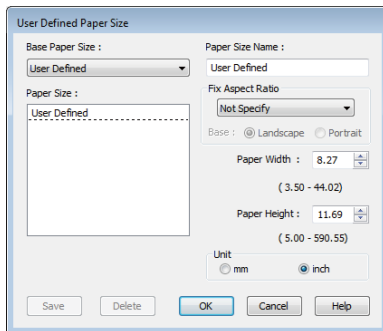 User Defined Paper Size
Base Paper Size :
User Defined
Paper Size :
User Defined
Paper Size Name :
User Defined
Fix Aspect Ratio
Not Specify
Base : Landscape Portrait
Paper Width : 8.27
( 3.50 - 44.02)
Paper Height : 11.69
( 5.00 - 590.55)
Unit
mm inch
Save Delete OK Cancel Help